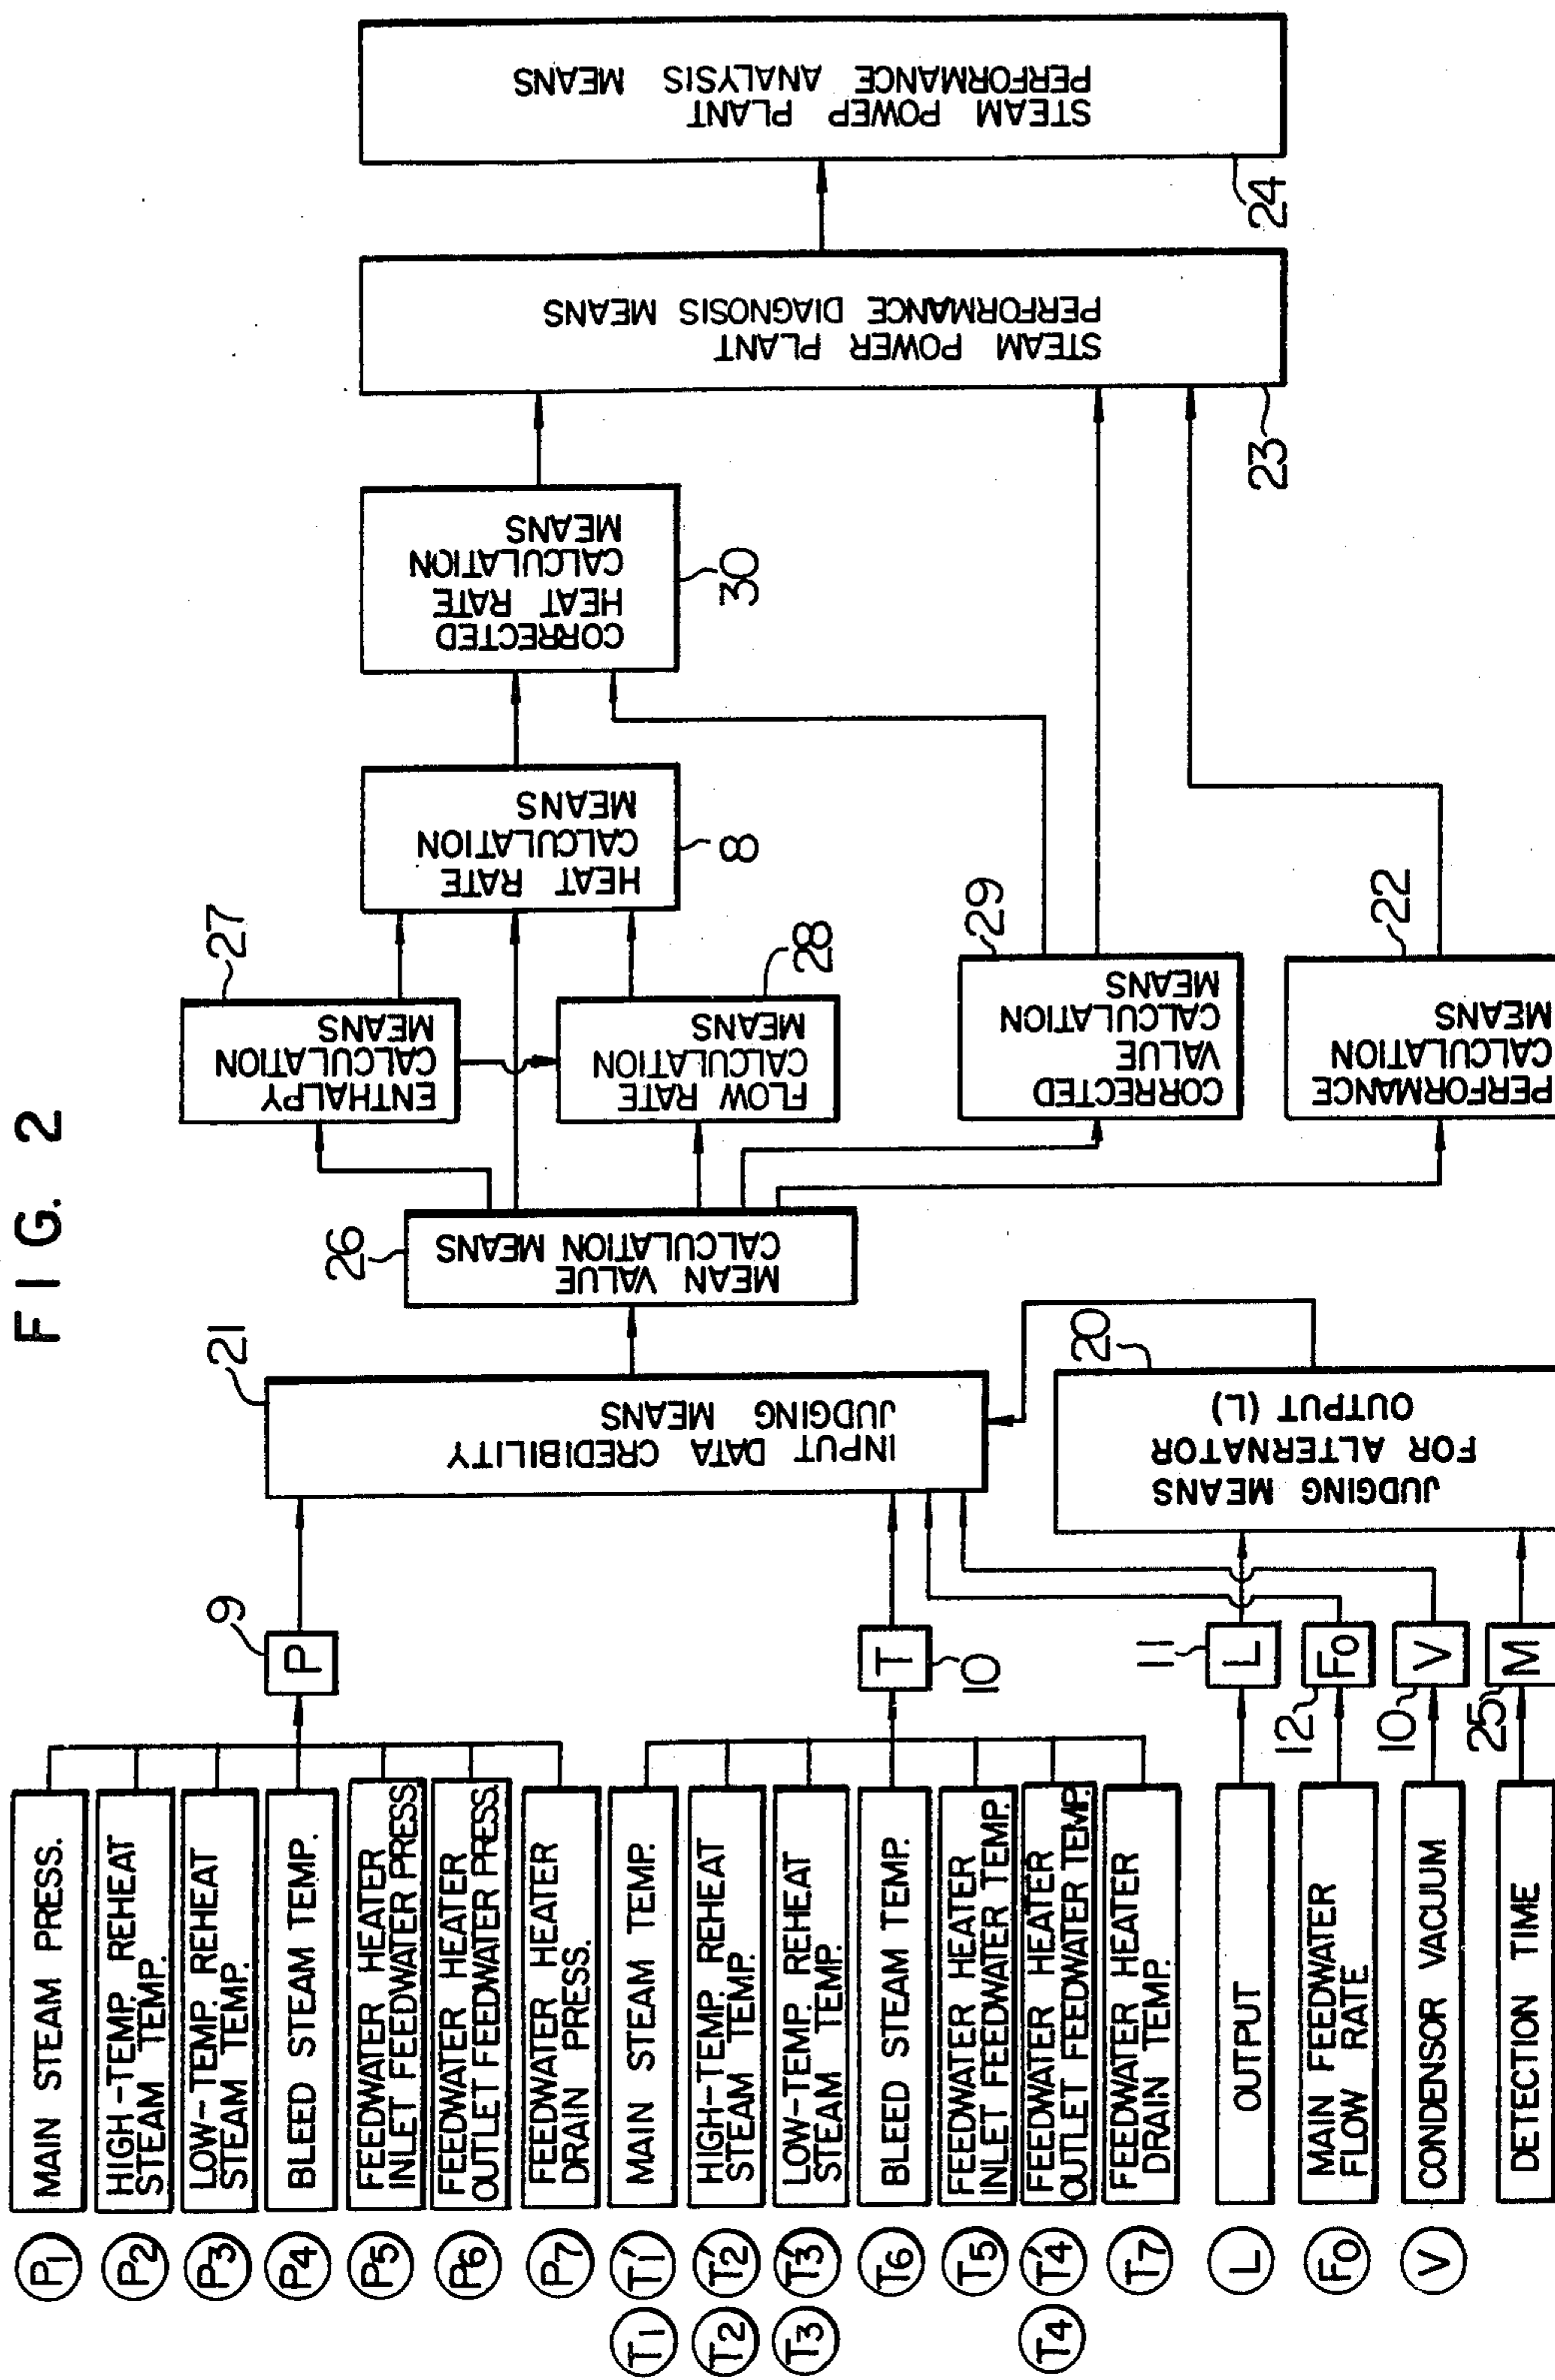 FIG. 2
P1
MAIN STEAM PRESS.
P2
HIGH-TEMP. REHEAT
STEAM TEMP.
P3
LOW-TEMP. REHEAT
STEAM TEMP.
P4
BLEED STEAM TEMP.
P5
FEEDWATER HEATER
INLET FEEDWATER PRESS.
P6
FEEDWATER HEATER
OUTLET FEEDWATER PRESS.
P7
FEEDWATER HEATER
DRAIN PRESS.
T1 T1'
MAIN STEAM TEMP.
T2 T2'
HIGH-TEMP. REHEAT
STEAM TEMP.
T3 T3'
LOW-TEMP. REHEAT
STEAM TEMP.
T6
BLEED STEAM TEMP.
T5
FEEDWATER HEATER
INLET FEEDWATER TEMP.
T4 T4'
FEEDWATER HEATER
OUTLET FEEDWATER TEMP.
T7
FEEDWATER HEATER
DRAIN TEMP.
L
OUTPUT
F0
MAIN FEEDWATER
FLOW RATE
V
CONDENSOR VACUUM
DETECTION TIME
9
P
T
10
11
L
12
F0
10
V
25
M
21
INPUT DATA CREDIBILITY
JUDGING MEANS
20
JUDGING MEANS
FOR ALTERNATOR
OUTPUT (L)
26
MEAN VALUE
CALCULATION MEANS
27
ENTHALPY
CALCULATION
MEANS
28
FLOW RATE
CALCULATION
MEANS
29
CORRECTED
VALUE
CALCULATION
MEANS
22
PERFORMANCE
CALCULATION
MEANS
HEAT RATE
CALCULATION
MEANS
8
CORRECTED
HEAT RATE
CALCULATION
MEANS
30
STEAM POWER PLANT
PERFORMANCE DIAGNOSIS MEANS
23
STEAM POWER PLANT
PERFORMANCE ANALYSIS MEANS
24